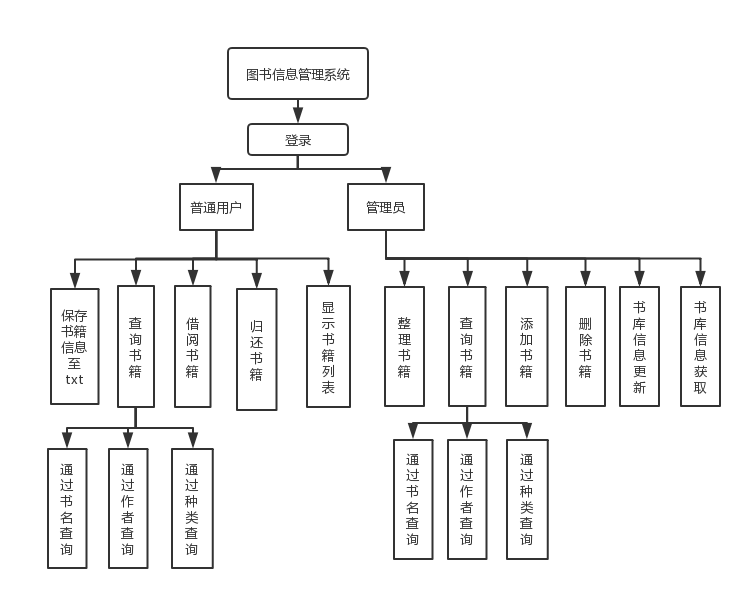 图书信息管理系统
登录
普通用户
管理员
保存
书籍
信息
至
txt
查询书籍
借阅书籍
归还书籍
显示书籍列表
整理书籍
查询书籍
添加书籍
删除书籍
书库信息更新
书库信息获取
通过书名查询
通过作者查询
通过种类查询
通过书名查询
通过作者查询
通过种类查询